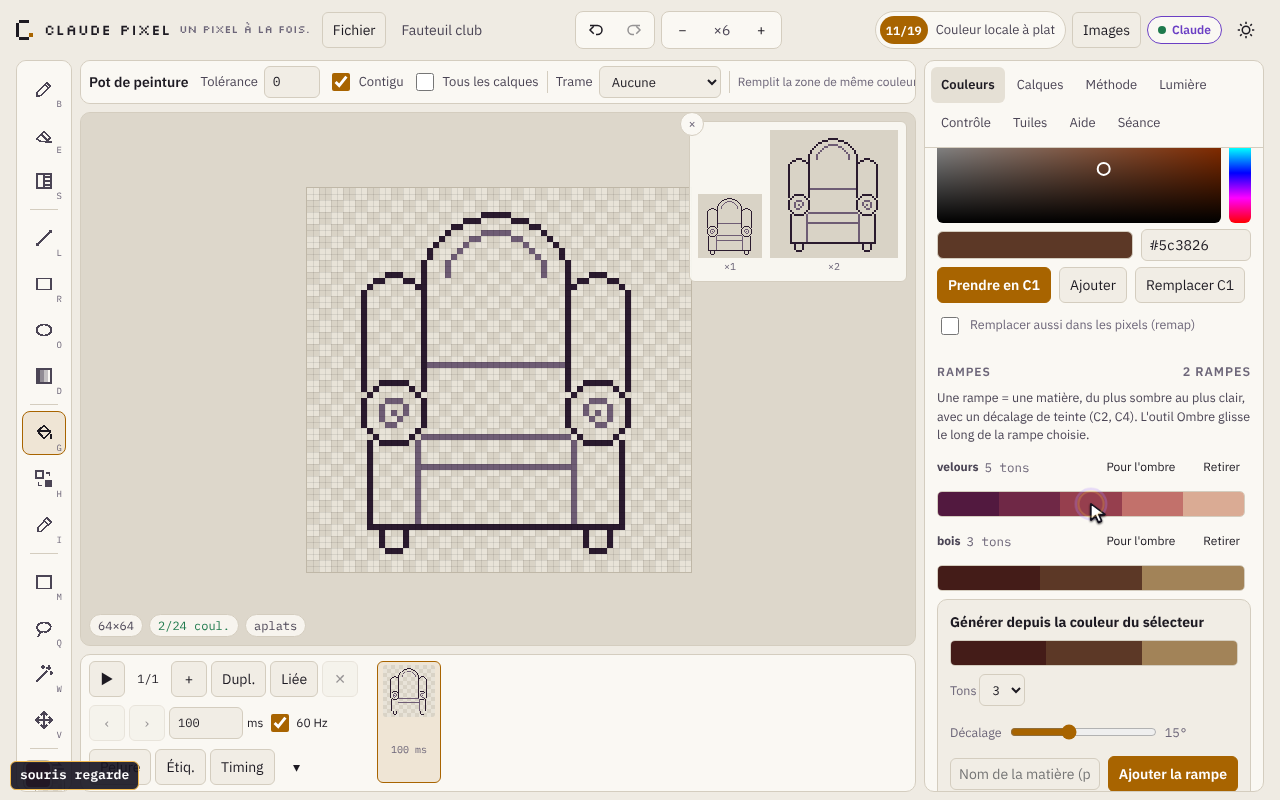 CLAUDE PIXEL UN PIXEL À LA FOIS. Fichier Fauteuil club − ×6 + 11/19 Couleur locale à plat Images Claude
Pot de peinture Tolérance 0 Contigu Tous les calques Trame Aucune Remplit la zone de même couleur
B
E
S
L
R
O
D
G
H
I
M
Q
W
V
×
×1 ×2
64×64 2/24 coul. aplats
1/1 + Dupl. Liée ×
‹ › 100 ms 60 Hz
Étiq. Timing ▼
100 ms
souris regarde
Couleurs Calques Méthode Lumière
Contrôle Tuiles Aide Séance
#5c3826
Prendre en C1 Ajouter Remplacer C1
Remplacer aussi dans les pixels (remap)
RAMPES 2 RAMPES
Une rampe = une matière, du plus sombre au plus clair,
avec un décalage de teinte (C2, C4). L'outil Ombre glisse
le long de la rampe choisie.
velours 5 tons Pour l'ombre Retirer
bois 3 tons Pour l'ombre Retirer
Générer depuis la couleur du sélecteur
Tons 3
Décalage 15°
Nom de la matière (p Ajouter la rampe